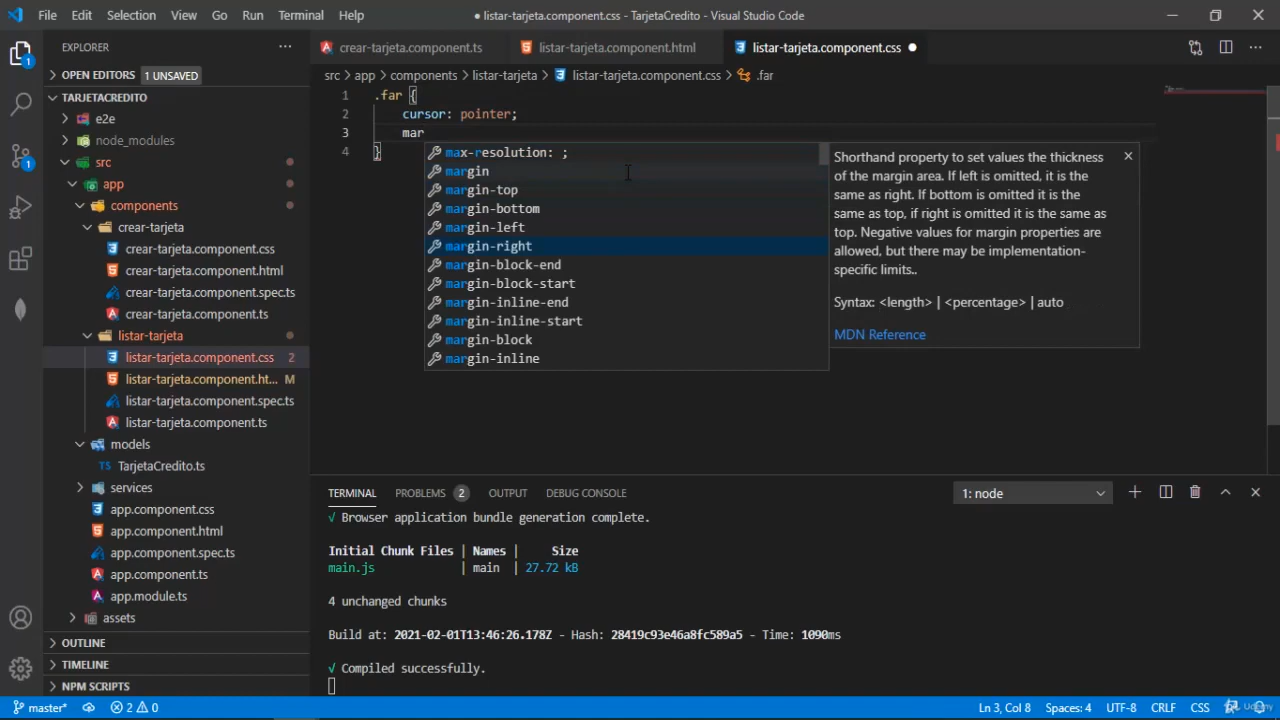 File Edit Selection View Go Run Terminal Help
● listar-tarjeta.component.css - TarjetaCredito - Visual Studio Code
EXPLORER
crear-tarjeta.component.ts
listar-tarjeta.component.html
listar-tarjeta.component.css ●
OPEN EDITORS 1 UNSAVED
src > app > components > listar-tarjeta > listar-tarjeta.component.css > .far
TARJETACREDITO
e2e
node_modules
src
app
components
crear-tarjeta
crear-tarjeta.component.css
crear-tarjeta.component.html
crear-tarjeta.component.spec.ts
crear-tarjeta.component.ts
listar-tarjeta
listar-tarjeta.component.css 2
listar-tarjeta.component.ht... M
listar-tarjeta.component.spec.ts
listar-tarjeta.component.ts
models
TarjetaCredito.ts
services
app.component.css
app.component.html
app.component.spec.ts
app.component.ts
app.module.ts
assets
OUTLINE
TIMELINE
NPM SCRIPTS
1 .far {
2 cursor: pointer;
3 mar
4 }
max-resolution: ;
margin
margin-top
margin-bottom
margin-left
margin-right
margin-block-end
margin-block-start
margin-inline-end
margin-inline-start
margin-block
margin-inline
Shorthand property to set values the thickness
of the margin area. If left is omitted, it is the
same as right. If bottom is omitted it is the
same as top, if right is omitted it is the same as
top. Negative values for margin properties are
allowed, but there may be implementation-
specific limits..
Syntax: <length> | <percentage> | auto
MDN Reference
TERMINAL PROBLEMS 2 OUTPUT DEBUG CONSOLE
1: node
√ Browser application bundle generation complete.
Initial Chunk Files | Names | Size
main.js | main | 27.72 kB
4 unchanged chunks
Build at: 2021-02-01T13:46:26.178Z - Hash: 28419c93e46a8fc589a5 - Time: 1090ms
√ Compiled successfully.
master* 2 0
Ln 3, Col 8 Spaces: 4 UTF-8 CRLF CSS
Udemy